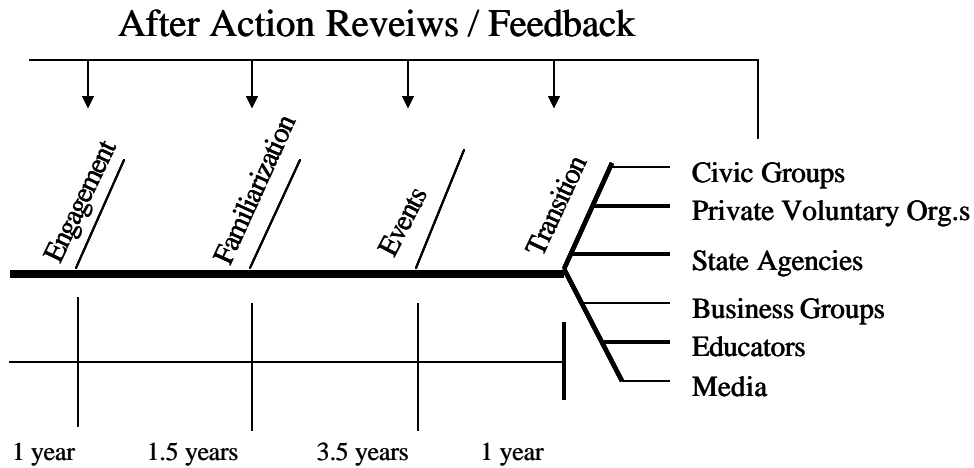 After Action Reveiws / Feedback
Engagement
Familiarization
Events
Transition
Civic Groups
Private Voluntary Org.s
State Agencies
Business Groups
Educators
Media
1 year
1.5 years
3.5 years
1 year